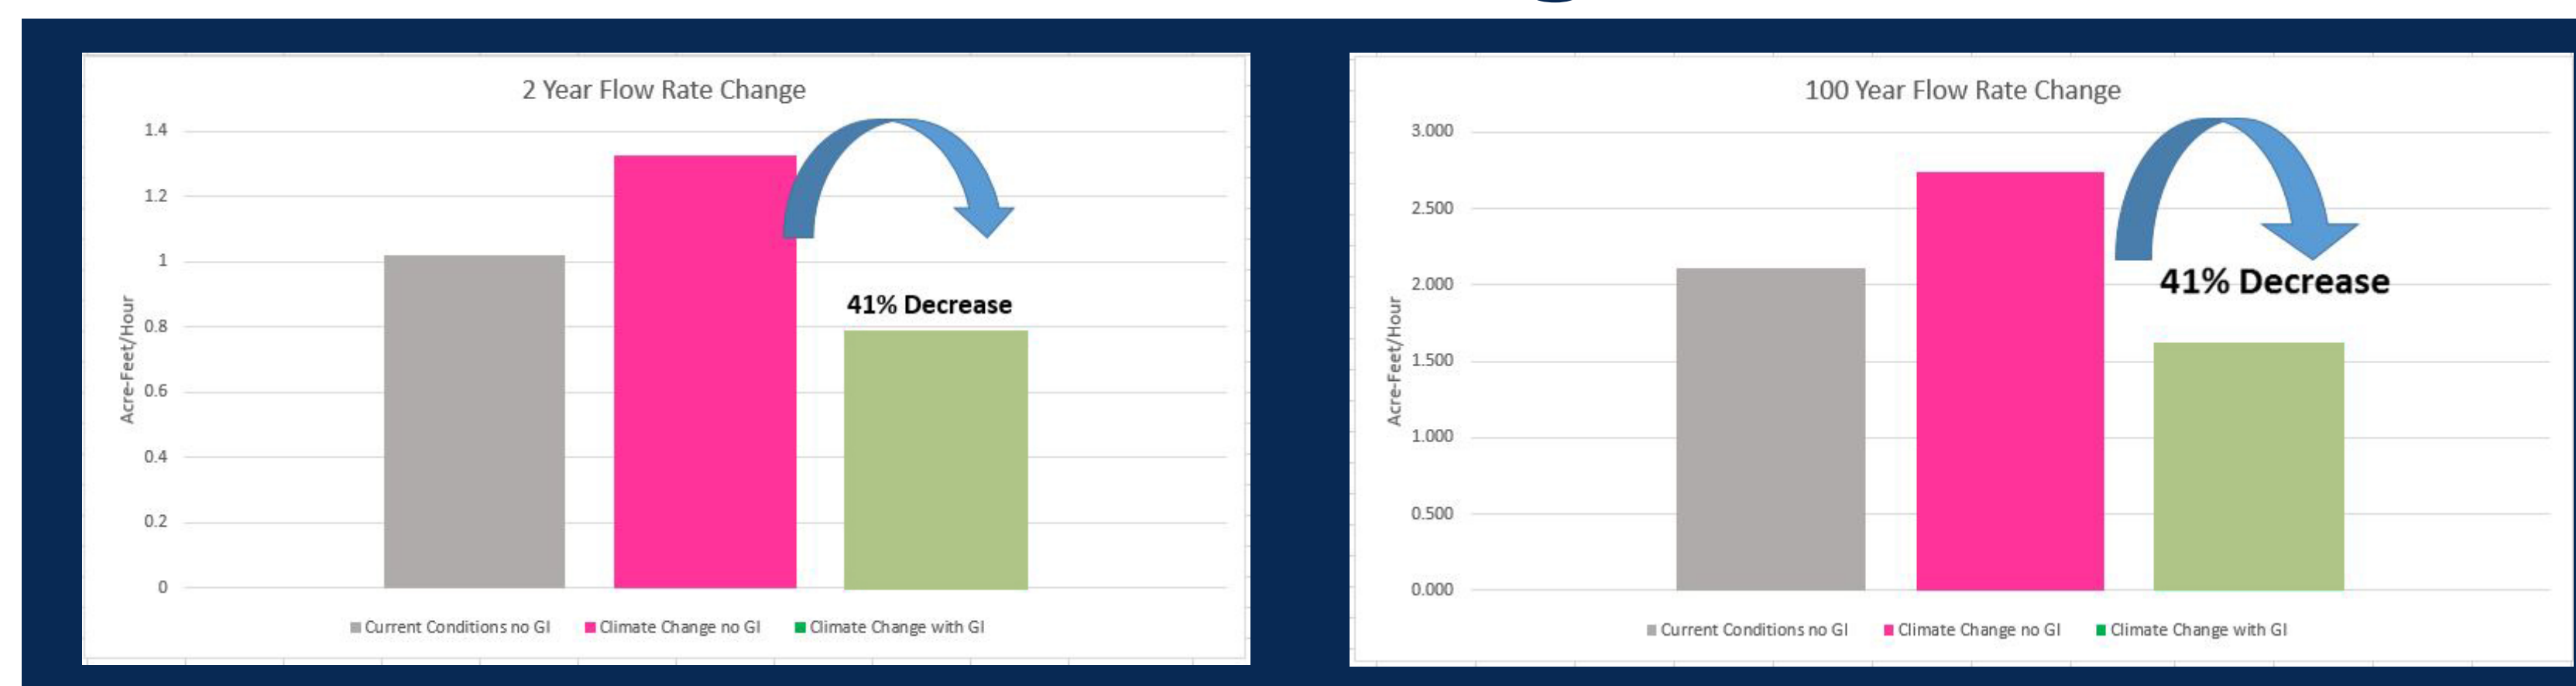 2 Year Flow Rate Change
1.4
1.2
1
0.8
0.6
0.4
0.2
0
Acre-Feet/Hour
41% Decrease
Current Conditions no GI Climate Change no GI Climate Change with GI
100 Year Flow Rate Change
3.000
2.500
2.000
1.500
1.000
0.500
0.000
Acre-Feet/Hour
41% Decrease
Current Conditions no GI Climate Change no GI Climate Change with GI